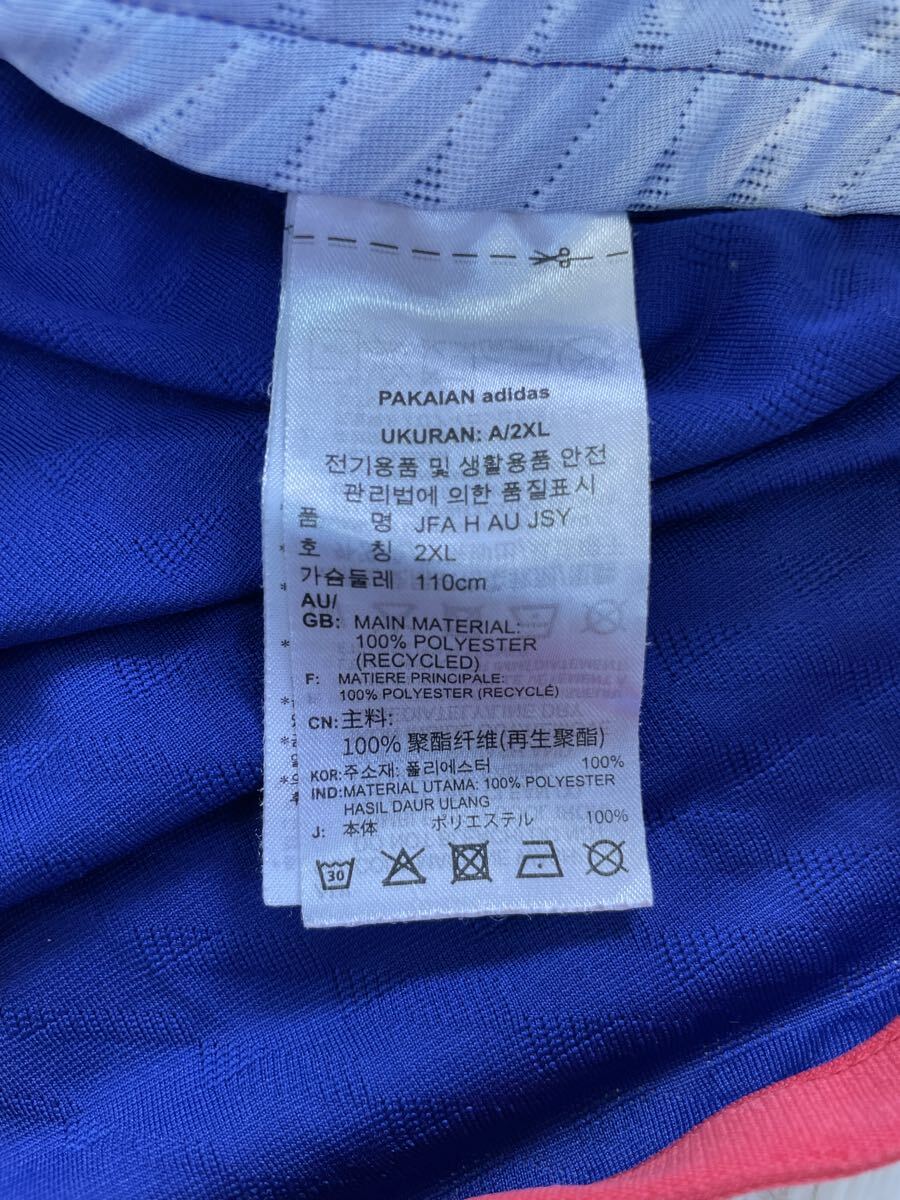 PAKAIAN adidas
UKURAN: A/2XL
전기용품 및 생활용품 안전
관리법에 의한 품질표시
품 명 JFA H AU JSY
호 칭 2XL
가슴둘레 110cm
AU/
GB: MAIN MATERIAL:
100% POLYESTER
(RECYCLED)
F: MATIERE PRINCIPALE:
100% POLYESTER (RECYCLÉ)
CN: 主料:
100% 聚酯纤维(再生聚酯)
KOR: 주소재: 폴리에스터 100%
IND: MATERIAL UTAMA: 100% POLYESTER
HASIL DAUR ULANG
J: 本体 ポリエステル 100%
30